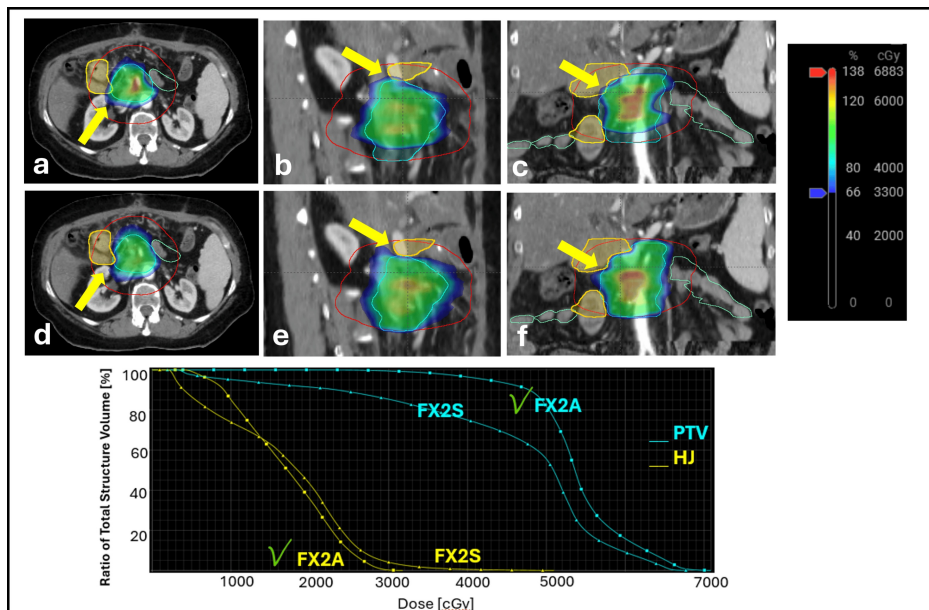 a
b
c
d
e
f
% cGy
138 6883
120 6000
80 4000
66 3300
40 2000
0 0
Ratio of Total Structure Volume [%]
100
80
60
40
20
FX2S
√ FX2A
PTV
HJ
√ FX2A
FX2S
1000 2000 3000 4000 5000 6000 7000
Dose [cGy]